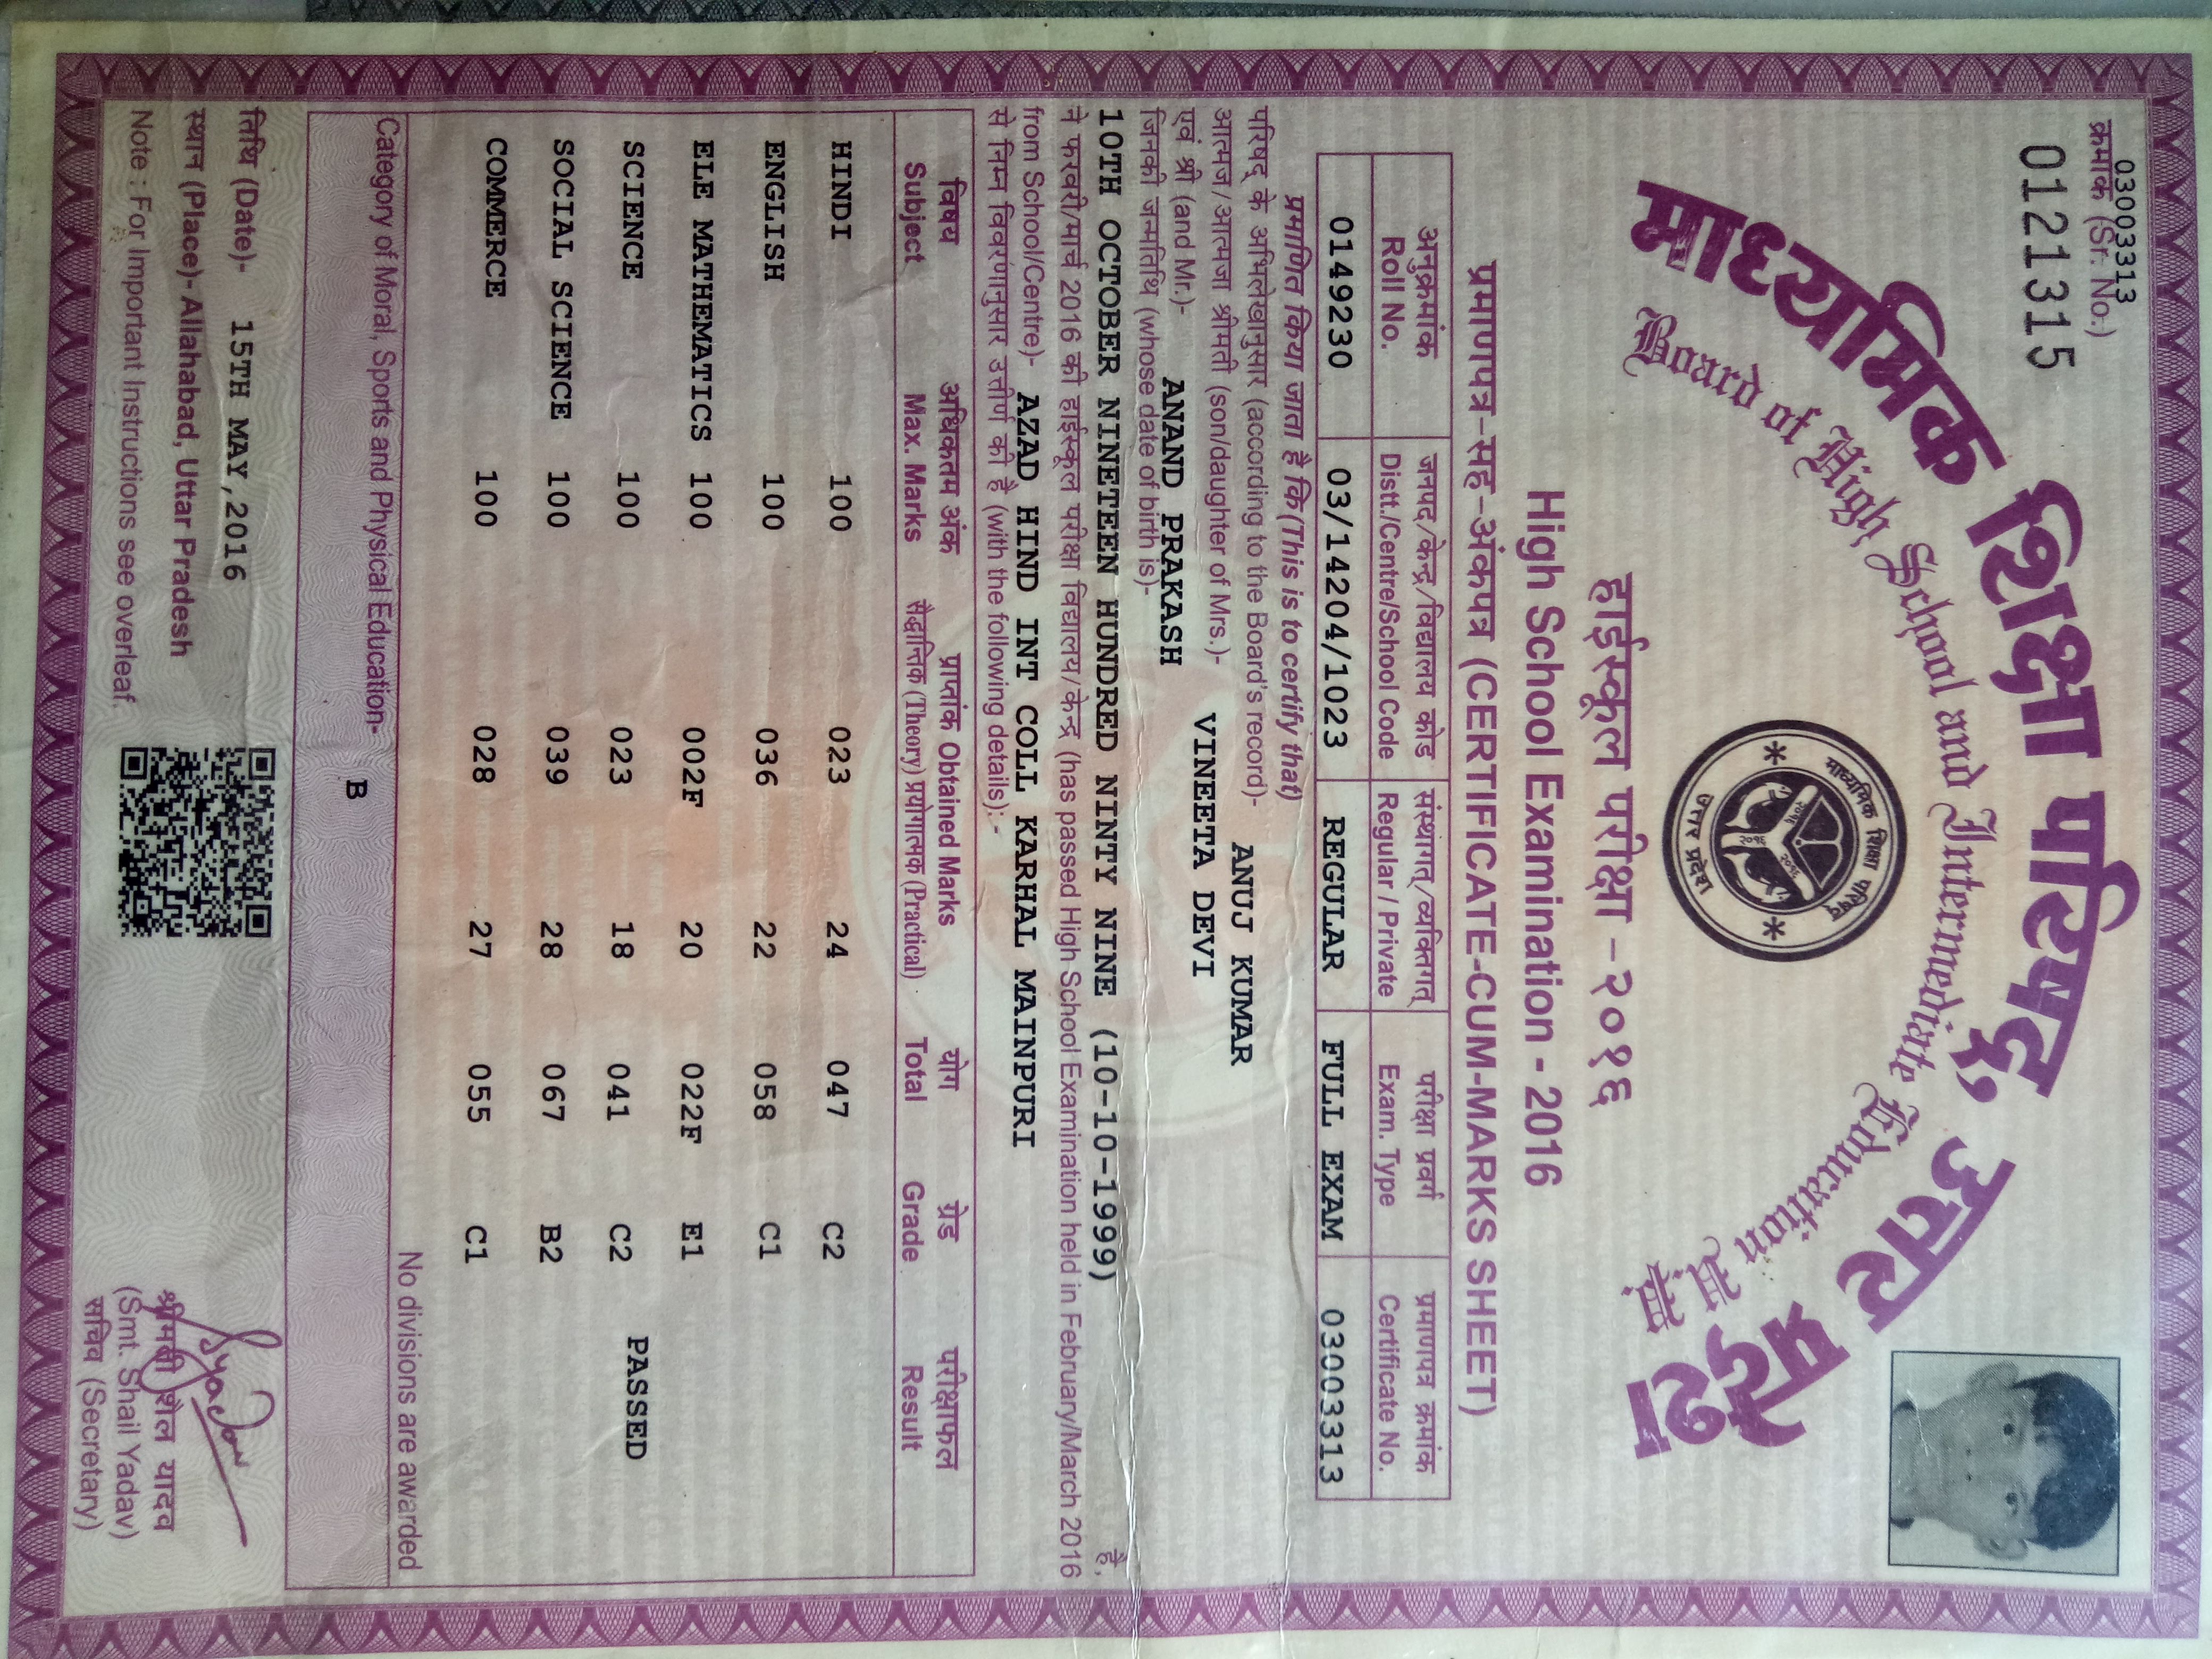 03003313
क्रमांक (Sr. No.)
01213315
माध्यमिक शिक्षा परिषद्, उत्तर प्रदेश
Board of High School and Intermediate Education U. P.
माध्यमिक शिक्षा परिषद्
उत्तर प्रदेश
हाईस्कूल परीक्षा - २०१६
High School Examination - 2016
प्रमाणपत्र-सह-अंकपत्र (CERTIFICATE-CUM-MARKS SHEET)
अनुक्रमांक जनपद/केन्द्र/विद्यालय कोड संस्थागत्/व्यक्तिगत् परीक्षा प्रवर्ग प्रमाणपत्र क्रमांक
Roll No. Distt./Centre/School Code Regular / Private Exam. Type Certificate No.
0149230 03/14204/1023 REGULAR FULL EXAM 03003313
प्रमाणित किया जाता है कि (This is to certify that)
परिषद् के अभिलेखानुसार (according to the Board's record)- ANUJ KUMAR
आत्मज/आत्मजा श्रीमती (son/daughter of Mrs.)- VINEETA DEVI
एवं श्री (and Mr.)- ANAND PRAKASH
जिनकी जन्मतिथि (whose date of birth is)-
10TH OCTOBER NINETEEN HUNDRED NINTY NINE (10-10-1999) है,
ने फरवरी/मार्च 2016 की हाईस्कूल परीक्षा विद्यालय/केन्द्र (has passed High School Examination held in February/March 2016
from School/Centre)- AZAD HIND INT COLL KARHAL MAINPURI
से निम्न विवरणानुसार उत्तीर्ण की है (with the following details):-
विषय अधिकतम अंक प्राप्तांक Obtained Marks योग ग्रेड परीक्षाफल
Subject Max. Marks सैद्धान्तिक (Theory) प्रयोगात्मक (Practical) Total Grade Result
HINDI 100 023 24 047 C2
ENGLISH 100 036 22 058 C1
ELE MATHEMATICS 100 002F 20 022F E1
SCIENCE 100 023 18 041 C2 PASSED
SOCIAL SCIENCE 100 039 28 067 B2
COMMERCE 100 028 27 055 C1
No divisions are awarded
Category of Moral, Sports and Physical Education- B
तिथि (Date)- 15TH MAY,2016
स्थान (Place)- Allahabad, Uttar Pradesh
Note : For Important Instructions see overleaf.
श्रीमती शैल यादव
(Smt. Shail Yadav)
सचिव (Secretary)